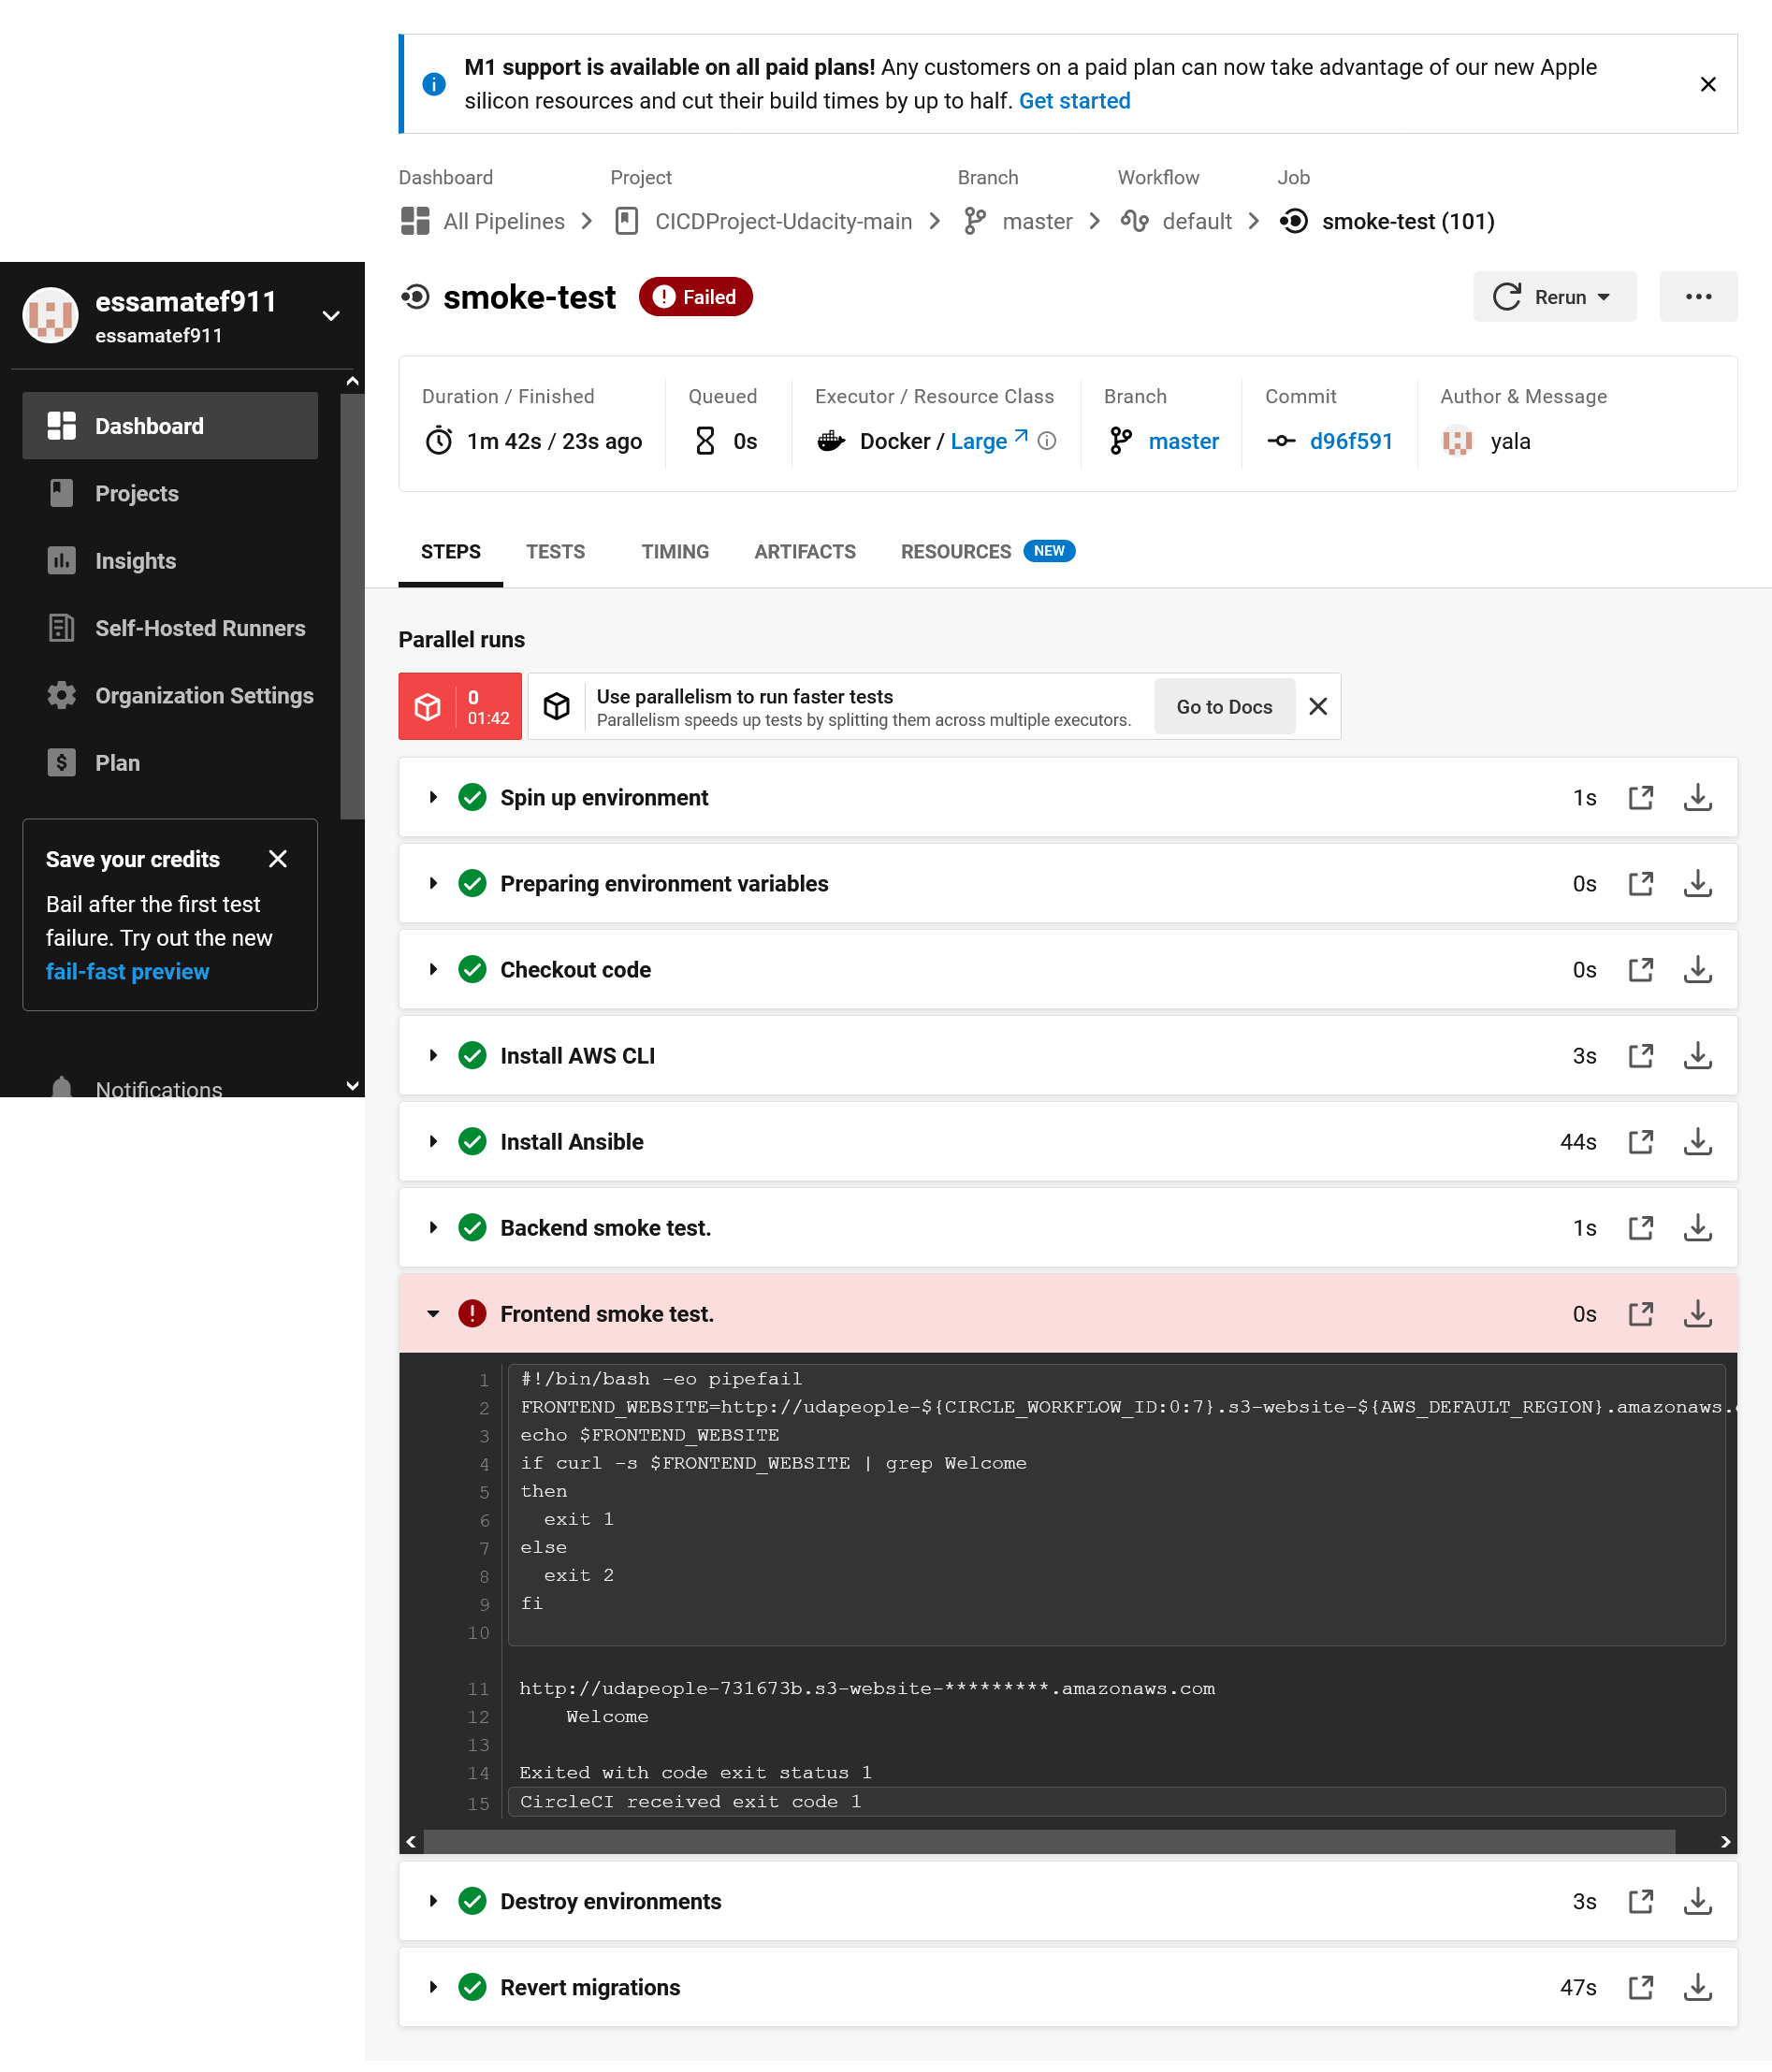 M1 support is available on all paid plans! Any customers on a paid plan can now take advantage of our new Apple
silicon resources and cut their build times by up to half. Get started
Dashboard Project Branch Workflow Job
All Pipelines CICDProject-Udacity-main master default smoke-test (101)
essamatef911
essamatef911
Dashboard
Projects
Insights
Self-Hosted Runners
Organization Settings
Plan
Save your credits
Bail after the first test
failure. Try out the new
fail-fast preview
Notifications
smoke-test Failed Rerun
Duration / Finished Queued Executor / Resource Class Branch Commit Author & Message
1m 42s / 23s ago 0s Docker / Large master d96f591 yala
STEPS TESTS TIMING ARTIFACTS RESOURCES NEW
Parallel runs
0
01:42
Use parallelism to run faster tests
Parallelism speeds up tests by splitting them across multiple executors.
Go to Docs
Spin up environment 1s
Preparing environment variables 0s
Checkout code 0s
Install AWS CLI 3s
Install Ansible 44s
Backend smoke test. 1s
Frontend smoke test. 0s
1 #!/bin/bash -eo pipefail
2 FRONTEND_WEBSITE=http://udapeople-${CIRCLE_WORKFLOW_ID:0:7}.s3-website-${AWS_DEFAULT_REGION}.amazonaws.
3 echo $FRONTEND_WEBSITE
4 if curl -s $FRONTEND_WEBSITE | grep Welcome
5 then
6 exit 1
7 else
8 exit 2
9 fi
10
11 http://udapeople-731673b.s3-website-*********.amazonaws.com
12 Welcome
13
14 Exited with code exit status 1
15 CircleCI received exit code 1
Destroy environments 3s
Revert migrations 47s